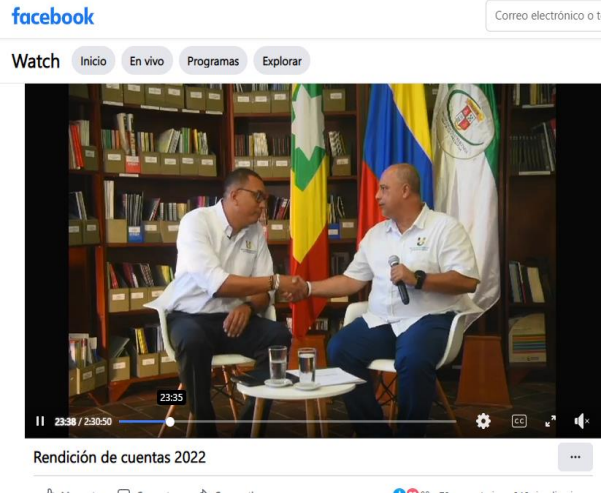 facebook
Correo electrónico o
Watch
Inicio
En vivo
Programas
Explorar
23:35
23:38 / 2:30:50
CC
Rendición de cuentas 2022
...